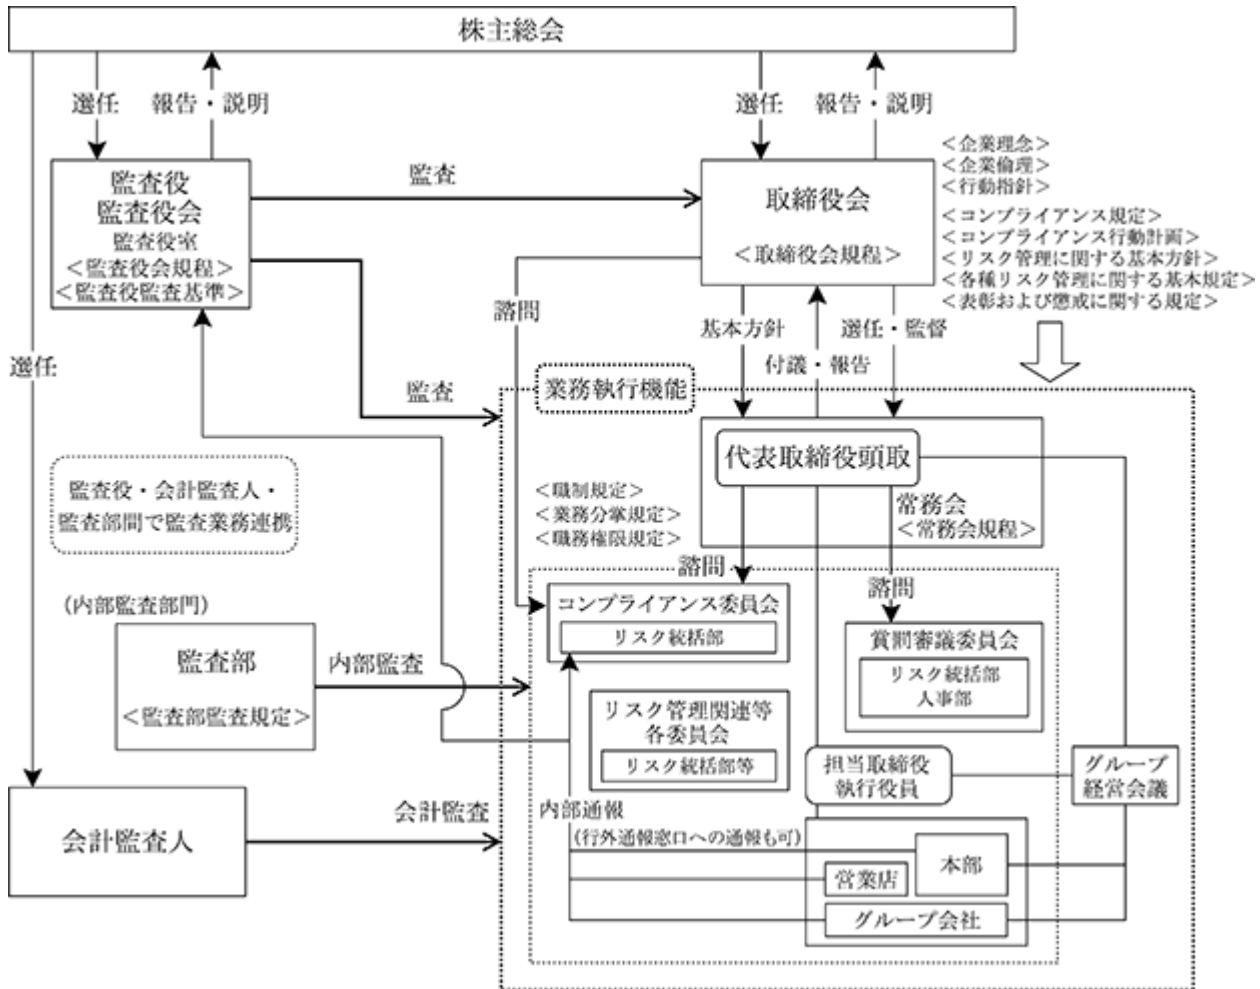 株主総会
選任
報告・説明
選任
報告・説明
監査役
監査役会
監査役室
＜監査役会規程＞
＜監査役監査基準＞
監査
取締役会
＜取締役会規程＞
＜企業理念＞
＜企業倫理＞
＜行動指針＞
＜コンプライアンス規定＞
＜コンプライアンス行動計画＞
＜リスク管理に関する基本方針＞
＜各種リスク管理に関する基本規定＞
＜表彰および懲戒に関する規定＞
諮問
基本方針
選任・監督
付議・報告
選任
監査
業務執行機能
代表取締役頭取
常務会
＜常務会規程＞
＜職制規定＞
＜業務分掌規定＞
＜職務権限規定＞
監査役・会計監査人・
監査部間で監査業務連携
諮問
諮問
コンプライアンス委員会
リスク統括部
賞罰審議委員会
リスク統括部
人事部
(内部監査部門)
監査部
＜監査部監査規定＞
内部監査
リスク管理関連等
各委員会
リスク統括部等
担当取締役
執行役員
グループ
経営会議
会計監査人
会計監査
内部通報
(行外通報窓口への通報も可)
本部
営業店
グループ会社